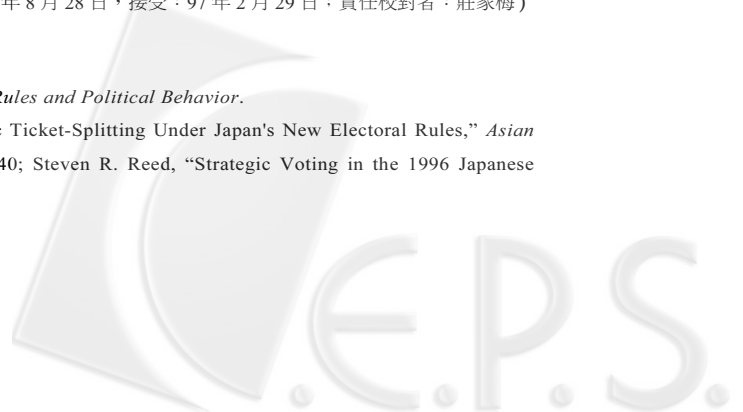 年 8 月 28 日，接受：97 年 2 月 29 日；責任校對者：莊家梅）
Rules and Political Behavior.
Ticket-Splitting Under Japan's New Electoral Rules,” Asian
40; Steven R. Reed, “Strategic Voting in the 1996 Japanese
C.E.P.S.